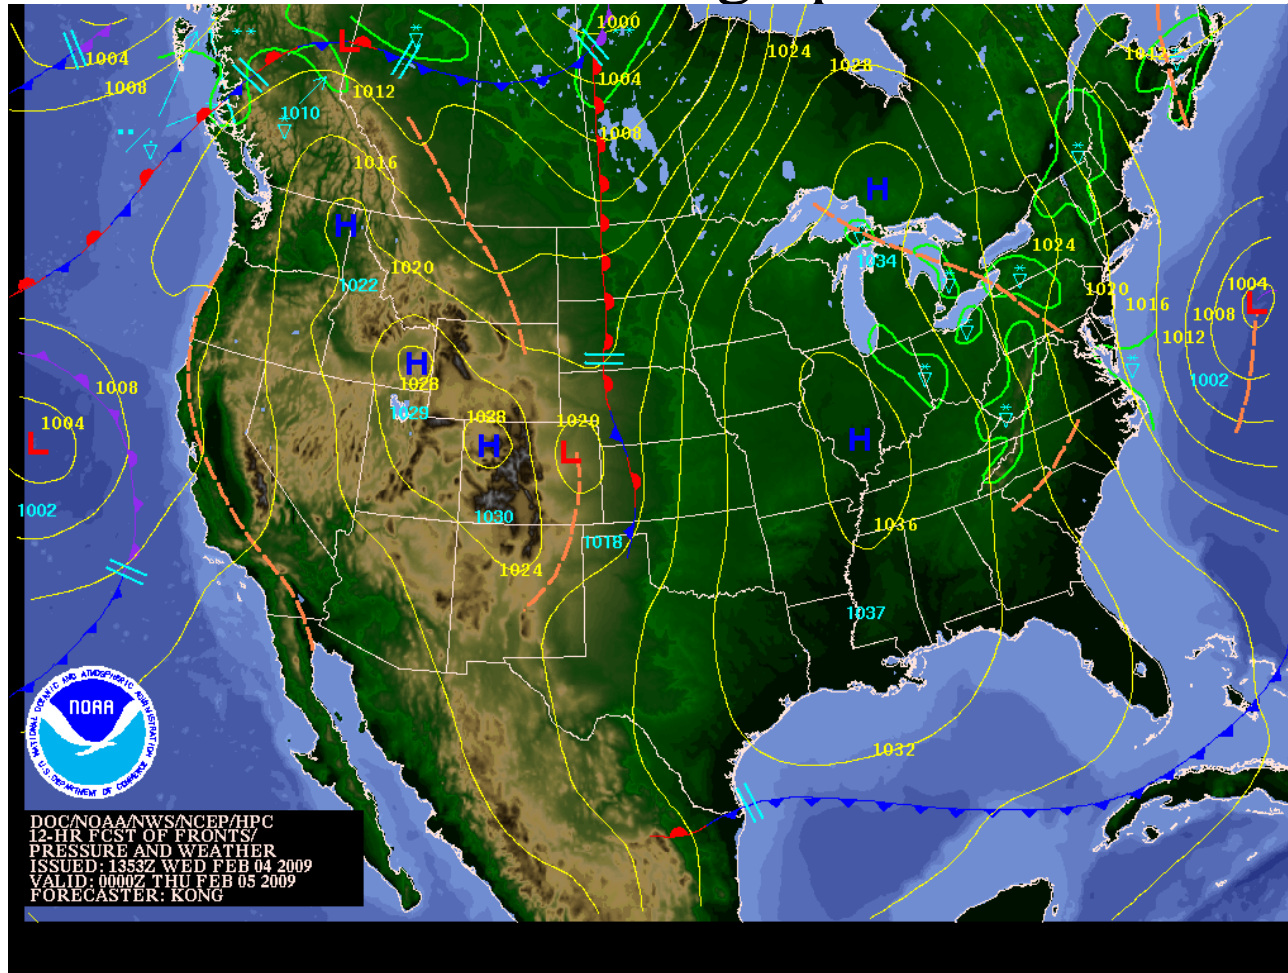 1000
1024
1004
1012
1028
1008
1012
1004
1010
1008
1016
1034
1024
1020
1022
1020
1004
1016
1008
1012
1008
1028
1002
1029
1028
1020
1004
1036
1002
1030
1018
1024
1037
1032
NATIONAL OCEANIC AND ATMOSPHERIC ADMINISTRATION
NOAA
U.S. DEPARTMENT OF COMMERCE
H
H
H
H
H
L
L
L
L
DOC/NOAA/NWS/NCEP/HPC
12-HR FCST OF FRONTS/
PRESSURE AND WEATHER
ISSUED: 1353Z WED FEB 04 2009
VALID: 0000Z THU FEB 05 2009
FORECASTER: KONG